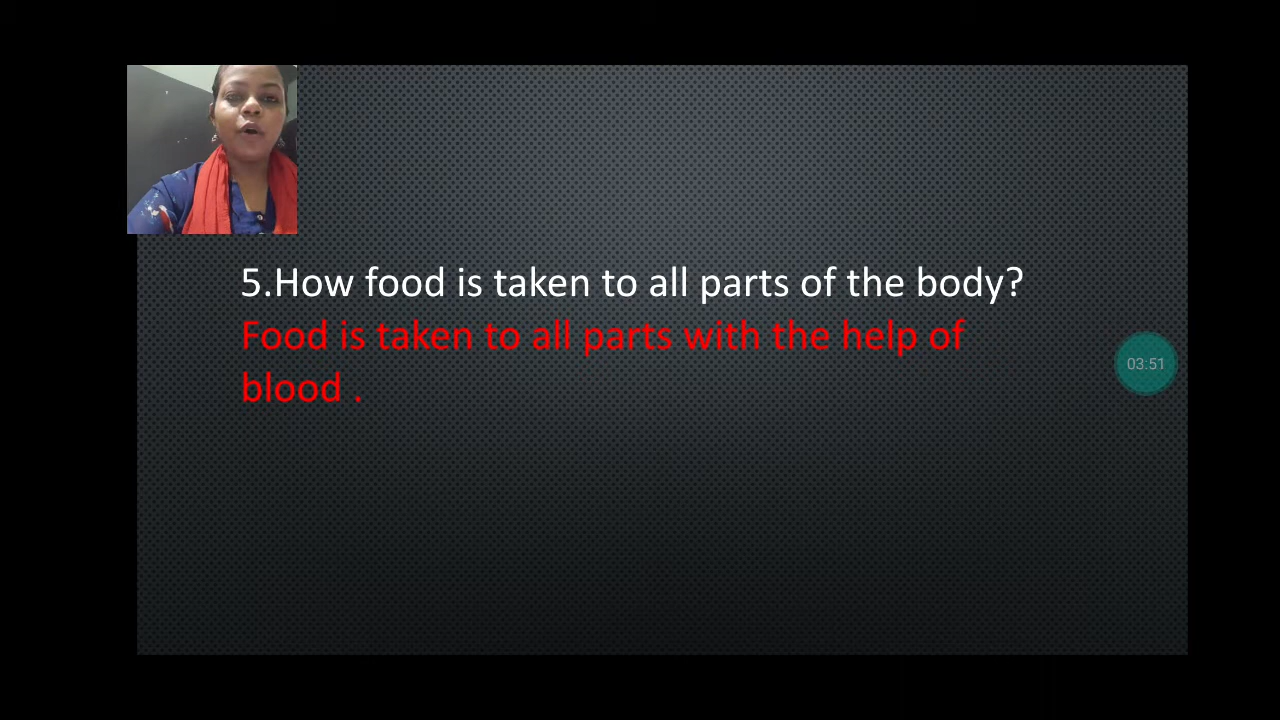 5.How food is taken to all parts of the body?
Food is taken to all parts with the help of
blood .
03:51